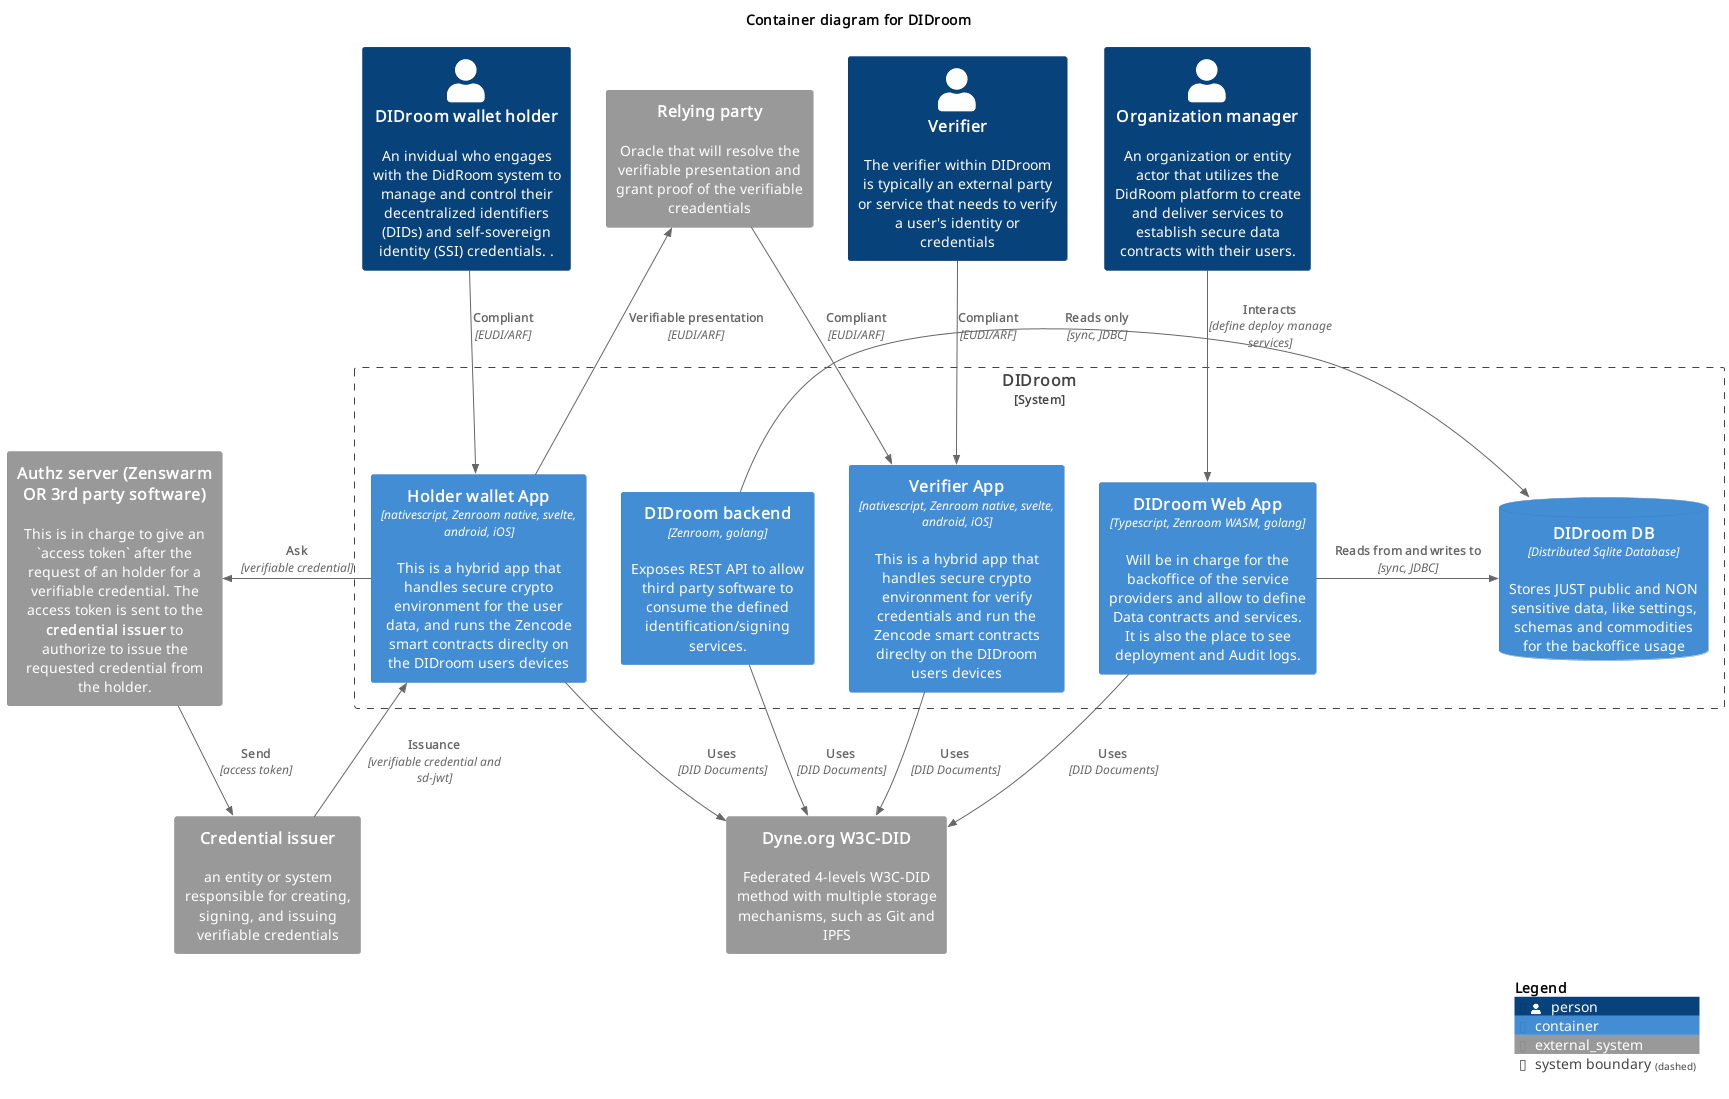 Container diagram for DIDroom
DIDroom wallet holder
An invidual who engages
with the DidRoom system to
manage and control their
decentralized identifiers
(DIDs) and self-sovereign
identity (SSI) credentials. .
Relying party
Oracle that will resolve the
verifiable presentation and
grant proof of the verifiable
creadentials
Verifier
The verifier within DIDroom
is typically an external party
or service that needs to verify
a user's identity or
credentials
Organization manager
An organization or entity
actor that utilizes the
DidRoom platform to create
and deliver services to
establish secure data
contracts with their users.
Compliant
[EUDI/ARF]
Verifiable presentation
[EUDI/ARF]
Compliant
[EUDI/ARF]
Compliant
[EUDI/ARF]
Reads only
[sync, JDBC]
Interacts
[define deploy manage
services]
DIDroom
[System]
Authz server (Zenswarm
OR 3rd party software)
This is in charge to give an
`access token` after the
request of an holder for a
verifiable credential. The
access token is sent to the
credential issuer to
authorize to issue the
requested credential from
the holder.
Ask
[verifiable credential]
Holder wallet App
[nativescript, Zenroom native, svelte,
android, iOS]
This is a hybrid app that
handles secure crypto
environment for the user
data, and runs the Zencode
smart contracts direclty on
the DIDroom users devices
DIDroom backend
[Zenroom, golang]
Exposes REST API to allow
third party software to
consume the defined
identification/signing
services.
Verifier App
[nativescript, Zenroom native, svelte,
android, iOS]
This is a hybrid app that
handles secure crypto
environment for verify
credentials and run the
Zencode smart contracts
direclty on the DIDroom
users devices
DIDroom Web App
[Typescript, Zenroom WASM, golang]
Will be in charge for the
backoffice of the service
providers and allow to define
Data contracts and services.
It is also the place to see
deployment and Audit logs.
Reads from and writes to
[sync, JDBC]
DIDroom DB
[Distributed Sqlite Database]
Stores JUST public and NON
sensitive data, like settings,
schemas and commodities
for the backoffice usage
Send
[access token]
Issuance
[verifiable credential and
sd-jwt]
Uses
[DID Documents]
Uses
[DID Documents]
Uses
[DID Documents]
Uses
[DID Documents]
Credential issuer
an entity or system
responsible for creating,
signing, and issuing
verifiable credentials
Dyne.org W3C-DID
Federated 4-levels W3C-DID
method with multiple storage
mechanisms, such as Git and
IPFS
Legend
person
container
external_system
system boundary (dashed)